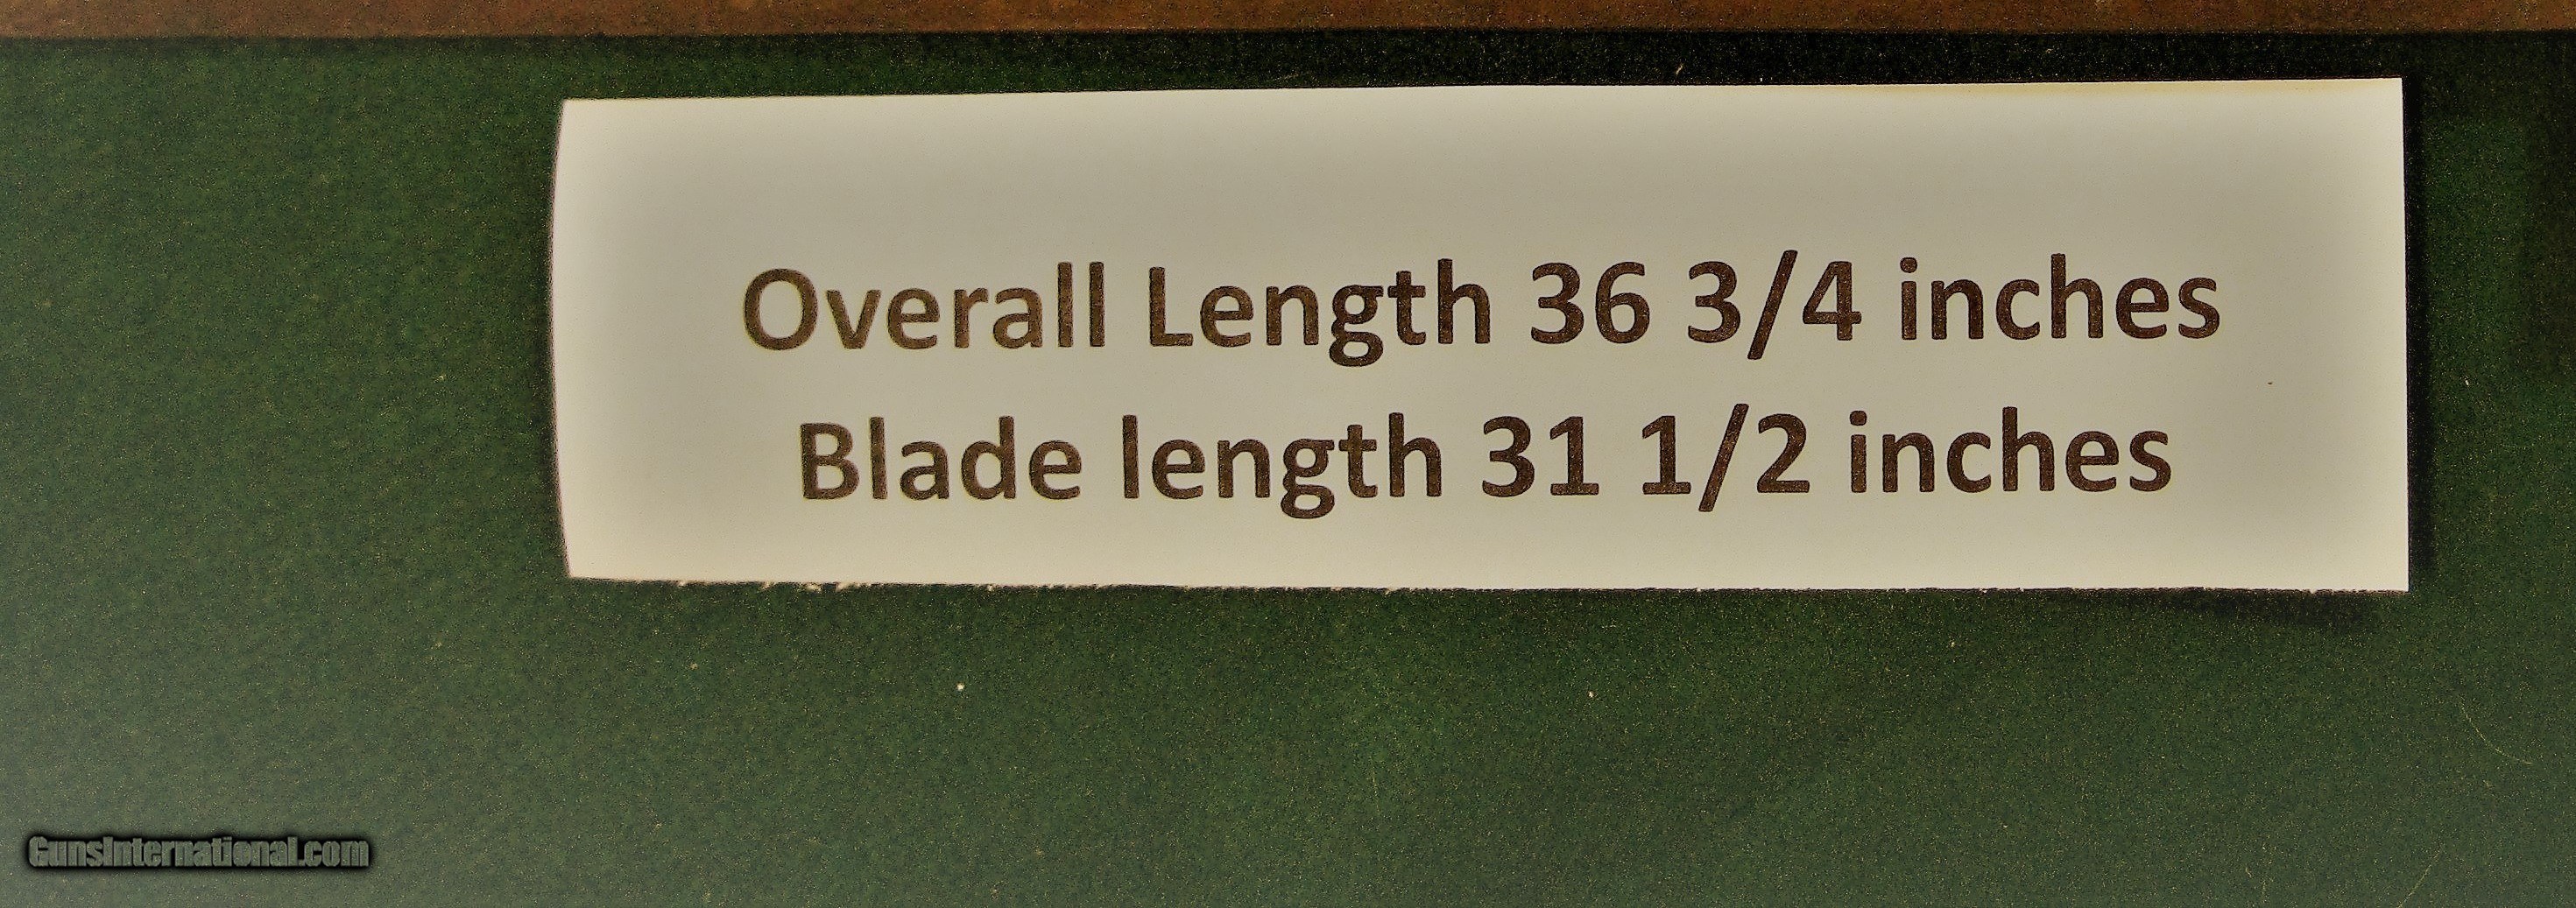 Overall Length 36 3/4 inches
Blade length 31 1/2 inches
GunsInternational.com